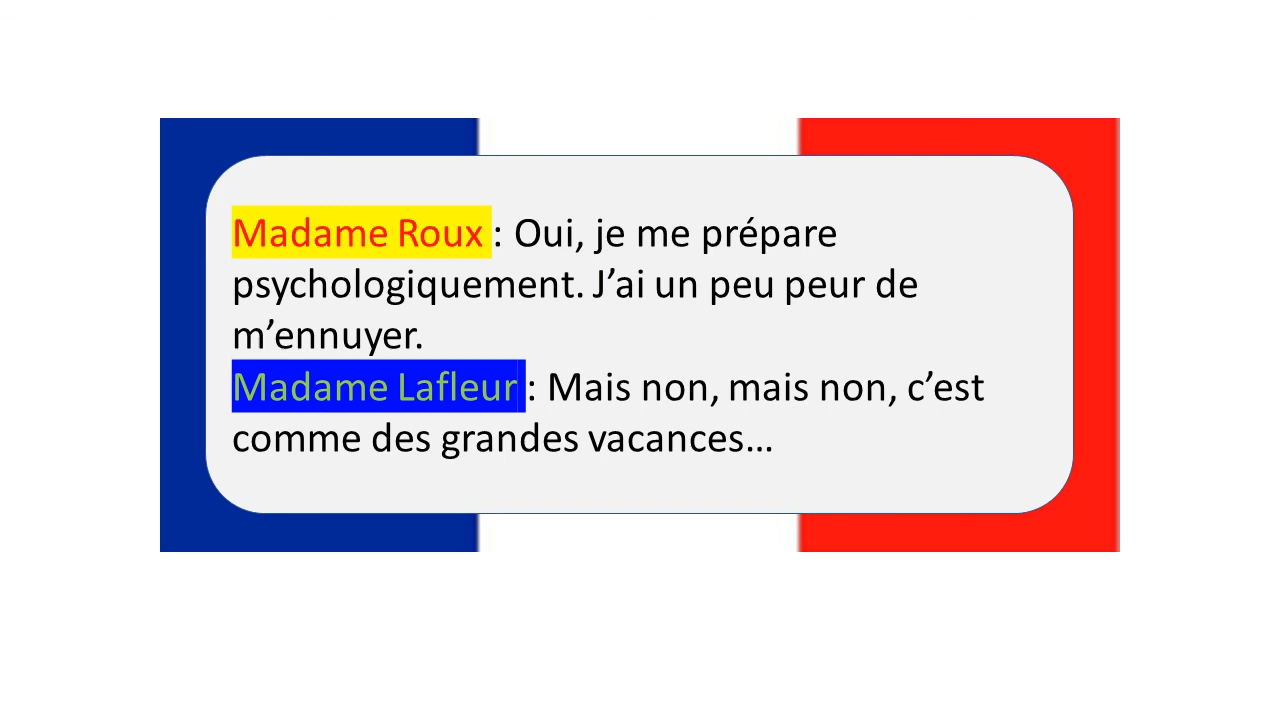 Madame Roux : Oui, je me prépare
psychologiquement. J’ai un peu peur de
m’ennuyer.
Madame Lafleur : Mais non, mais non, c’est
comme des grandes vacances…